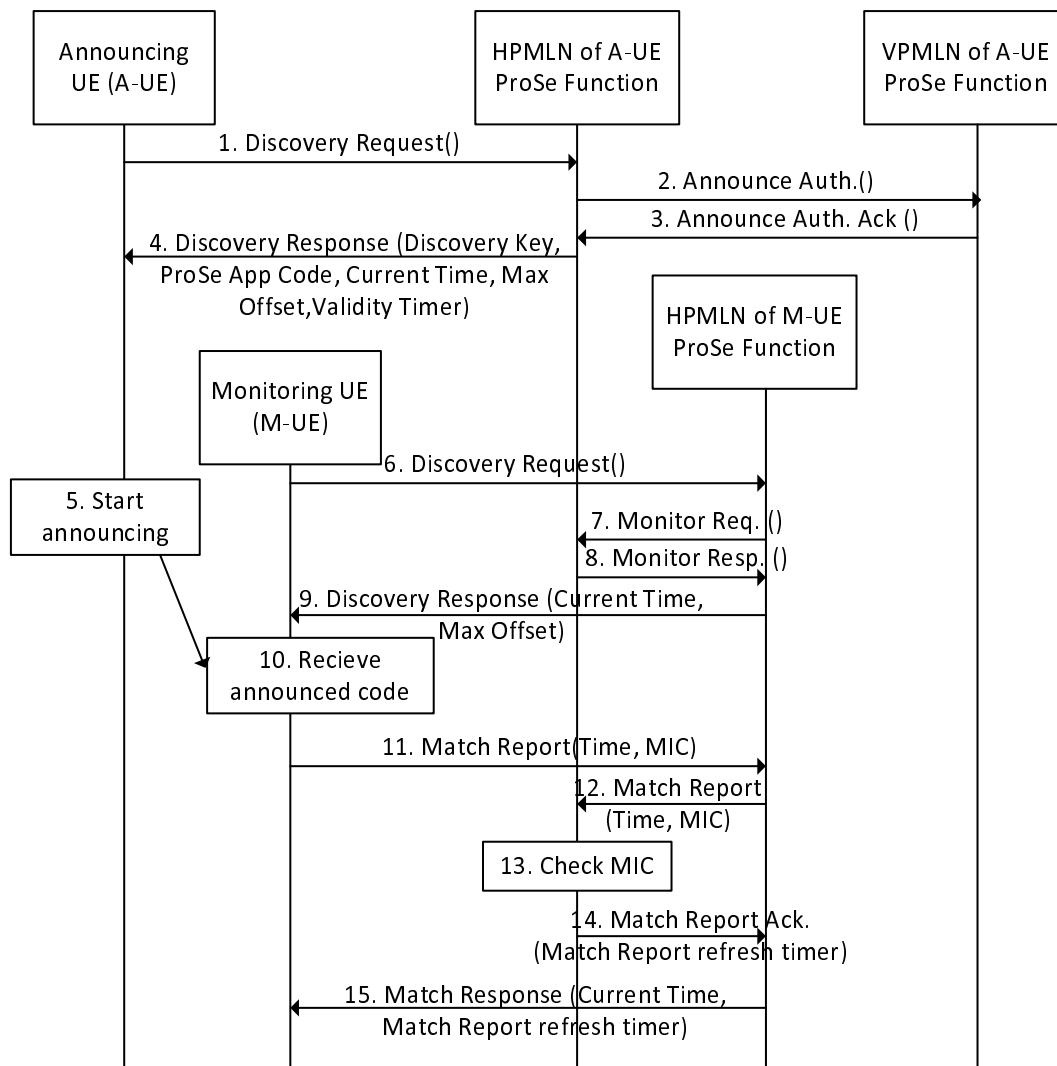 Announcing
UE (A-UE)
HPMLN of A-UE
ProSe Function
VPMLN of A-UE
ProSe Function
1. Discovery Request()
2. Announce Auth.()
3. Announce Auth. Ack ()
4. Discovery Response (Discovery Key,
ProSe App Code, Current Time, Max
Offset,Validity Timer)
HPMLN of M-UE
ProSe Function
Monitoring UE
(M-UE)
6. Discovery Request()
5. Start
announcing
7. Monitor Req. ()
8. Monitor Resp. ()
9. Discovery Response (Current Time,
Max Offset)
10. Recieve
announced code
11. Match Report(Time, MIC)
12. Match Report
(Time, MIC)
13. Check MIC
14. Match Report Ack.
(Match Report refresh timer)
15. Match Response (Current Time,
Match Report refresh timer)